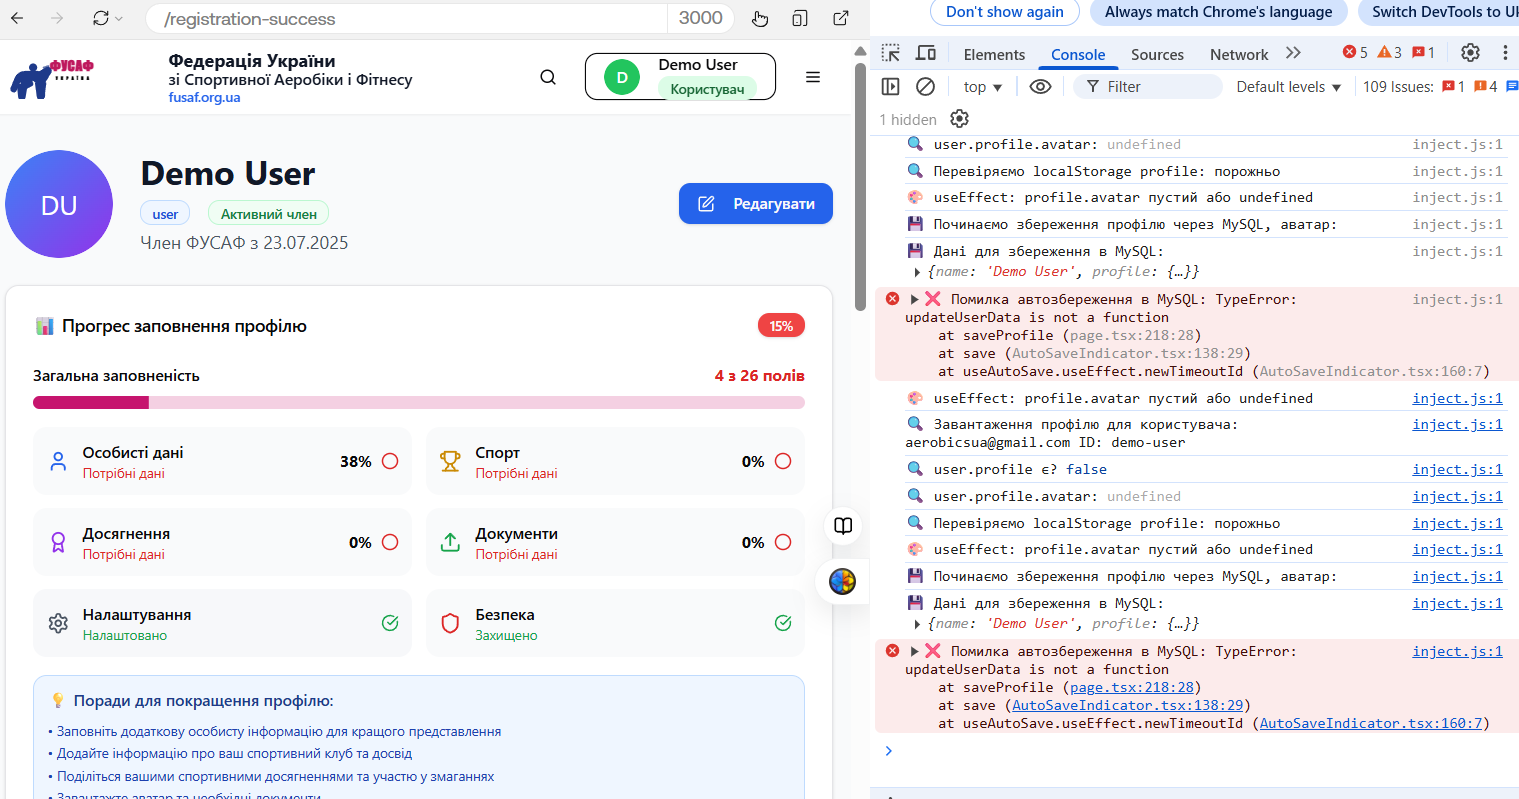 /registration-success
3000
ФУСАФ
УКРАЇНА
Федерація України
зі Спортивної Аеробіки і Фітнесу
fusaf.org.ua
D
Demo User
Користувач
DU
Demo User
user
Активний член
Член ФУСАФ з 23.07.2025
Редагувати
Прогрес заповнення профілю
15%
Загальна заповненість
4 з 26 полів
Особисті дані
Потрібні дані
38%
Спорт
Потрібні дані
0%
Досягнення
Потрібні дані
0%
Документи
Потрібні дані
0%
Налаштування
Налаштовано
Безпека
Захищено
Поради для покращення профілю:
• Заповніть додаткову особисту інформацію для кращого представлення
• Додайте інформацію про ваш спортивний клуб та досвід
• Поділіться вашими спортивними досягненнями та участю у змаганнях
• Завантажте аватар та необхідні документи
Don't show again
Always match Chrome's language
Switch DevTools to
Elements
Console
Sources
Network
5
3
1
top
Filter
Default levels
109 Issues:
1
4
1 hidden
user.profile.avatar: undefined inject.js:1
Перевіряємо localStorage profile: порожньо inject.js:1
useEffect: profile.avatar пустий або undefined inject.js:1
Починаємо збереження профілю через MySQL, аватар: inject.js:1
Дані для збереження в MySQL: inject.js:1
{name: 'Demo User', profile: {…}}
Помилка автозбереження в MySQL: TypeError: inject.js:1
updateUserData is not a function
at saveProfile (page.tsx:218:28)
at save (AutoSaveIndicator.tsx:138:29)
at useAutoSave.useEffect.newTimeoutId (AutoSaveIndicator.tsx:160:7)
useEffect: profile.avatar пустий або undefined inject.js:1
Завантаження профілю для користувача: inject.js:1
aerobicsua@gmail.com ID: demo-user
user.profile є? false inject.js:1
user.profile.avatar: undefined inject.js:1
Перевіряємо localStorage profile: порожньо inject.js:1
useEffect: profile.avatar пустий або undefined inject.js:1
Починаємо збереження профілю через MySQL, аватар: inject.js:1
Дані для збереження в MySQL: inject.js:1
{name: 'Demo User', profile: {…}}
Помилка автозбереження в MySQL: TypeError: inject.js:1
updateUserData is not a function
at saveProfile (page.tsx:218:28)
at save (AutoSaveIndicator.tsx:138:29)
at useAutoSave.useEffect.newTimeoutId (AutoSaveIndicator.tsx:160:7)